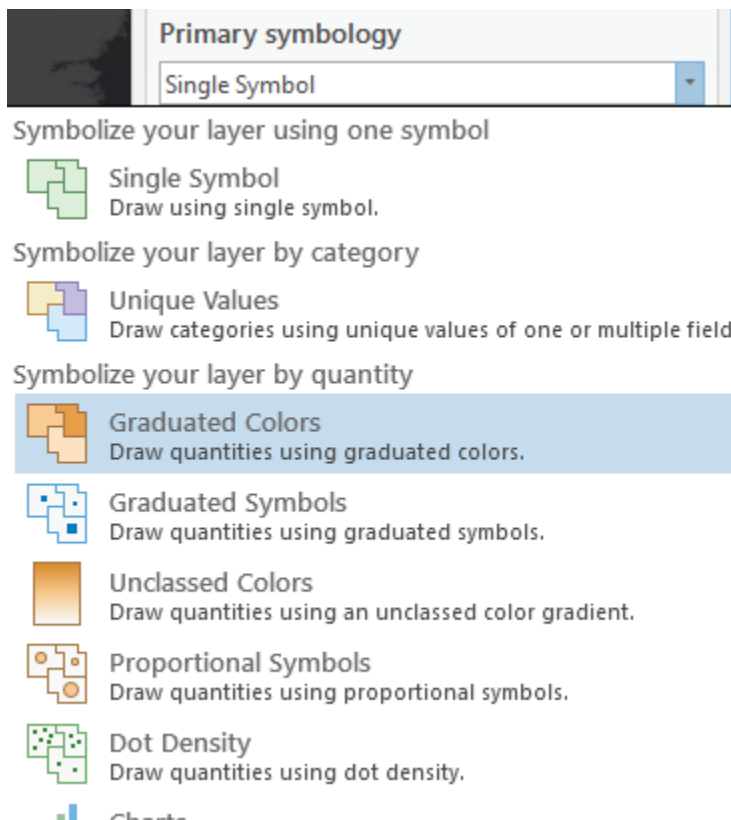 Primary symbology
Single Symbol
Symbolize your layer using one symbol
Single Symbol
Draw using single symbol.
Symbolize your layer by category
Unique Values
Draw categories using unique values of one or multiple field
Symbolize your layer by quantity
Graduated Colors
Draw quantities using graduated colors.
Graduated Symbols
Draw quantities using graduated symbols.
Unclassed Colors
Draw quantities using an unclassed color gradient.
Proportional Symbols
Draw quantities using proportional symbols.
Dot Density
Draw quantities using dot density.
Charts